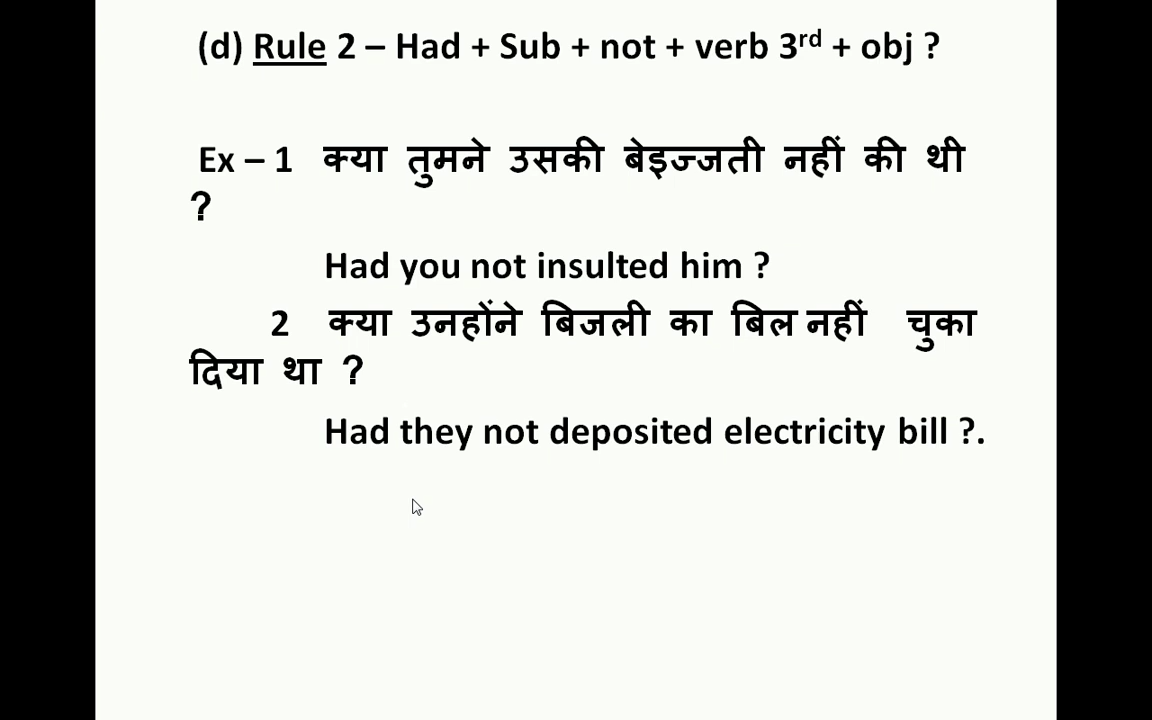 (d) Rule 2 – Had + Sub + not + verb 3rd + obj ?
Ex – 1 क्या तुमने उसकी बेइज्जती नहीं की थी
?
Had you not insulted him ?
2 क्या उनहोंने बिजली का बिल नहीं चुका
दिया था ?
Had they not deposited electricity bill ?.